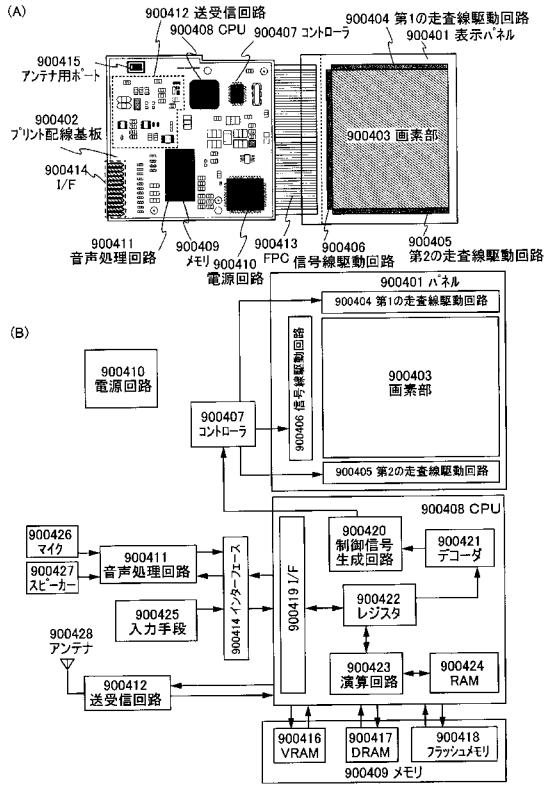 (A)
900412 送受信回路
900408 CPU
900407 コントローラ
900404 第1の走査線駆動回路
900401 表示パネル
900415
アンテナ用ポート
900402
プリント配線基板
900414
I/F
900403 画素部
900411
音声処理回路
900409
メモリ
900410
電源回路
900413
FPC
900406
信号線駆動回路
900405
第2の走査線駆動回路
(B)
900401 パネル
900404 第1の走査線駆動回路
900410
電源回路
900407
コントローラ
900406 信号線駆動回路
900403
画素部
900405 第2の走査線駆動回路
900408 CPU
900426
マイク
900427
スピーカー
900411
音声処理回路
900425
入力手段
900428
アンテナ
900412
送受信回路
900414 インターフェース
900419 I/F
900420
制御信号
生成回路
900421
デコーダ
900422
レジスタ
900423
演算回路
900424
RAM
900416
VRAM
900417
DRAM
900418
フラッシュメモリ
900409 メモリ